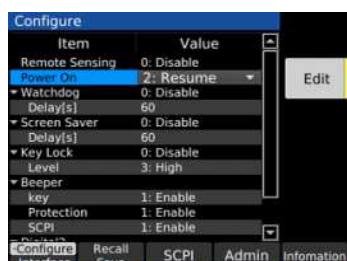 Configure
Item Value
Remote Sensing 0: Disable
Power On 2: Resume
Watchdog 0: Disable
Delay[s] 60
Screen Saver 0: Disable
Delay[s] 60
Key Lock 0: Disable
Level 3: High
Beeper
key 1: Enable
Protection 1: Enable
SCPI 1: Enable
Edit
Configure Recall SCPI Admin Infomation